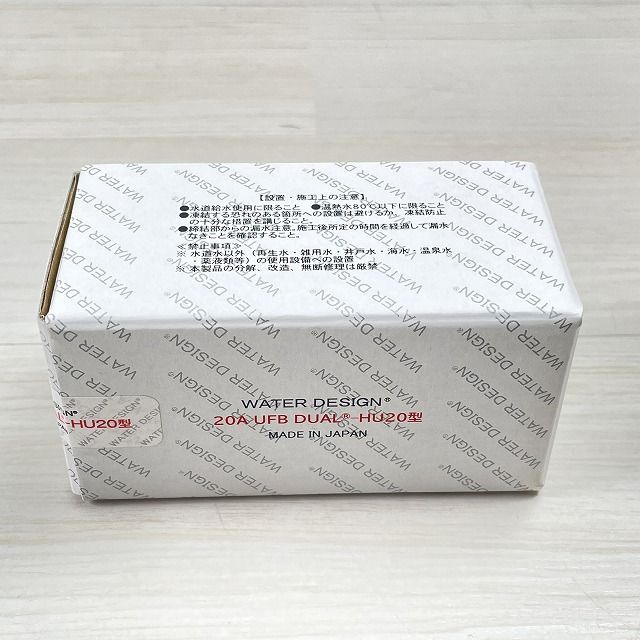 【設置・施工上の注意】
●水道給水使用に限ること ●温熱水80℃以下に限ること
●凍結する恐れのある箇所への設置は避けるか、凍結防止
の十分な措置を講じること。
●締結部からの漏水注意。施工後所定の時間を経過して漏水
なきことを確認すること。
≪禁止事項≫
※ 水道水以外（再生水・雑用水・井戸水・海水・温泉水
・薬液類等）の使用設備への設置
※ 本製品の分解、改造、無断修理は厳禁
WATER DESIGN®
20A UFB DUAL® HU20型
MADE IN JAPAN
HU20型
WATER DESIGN®
WATER DESIGN®
WATER DESIGN®